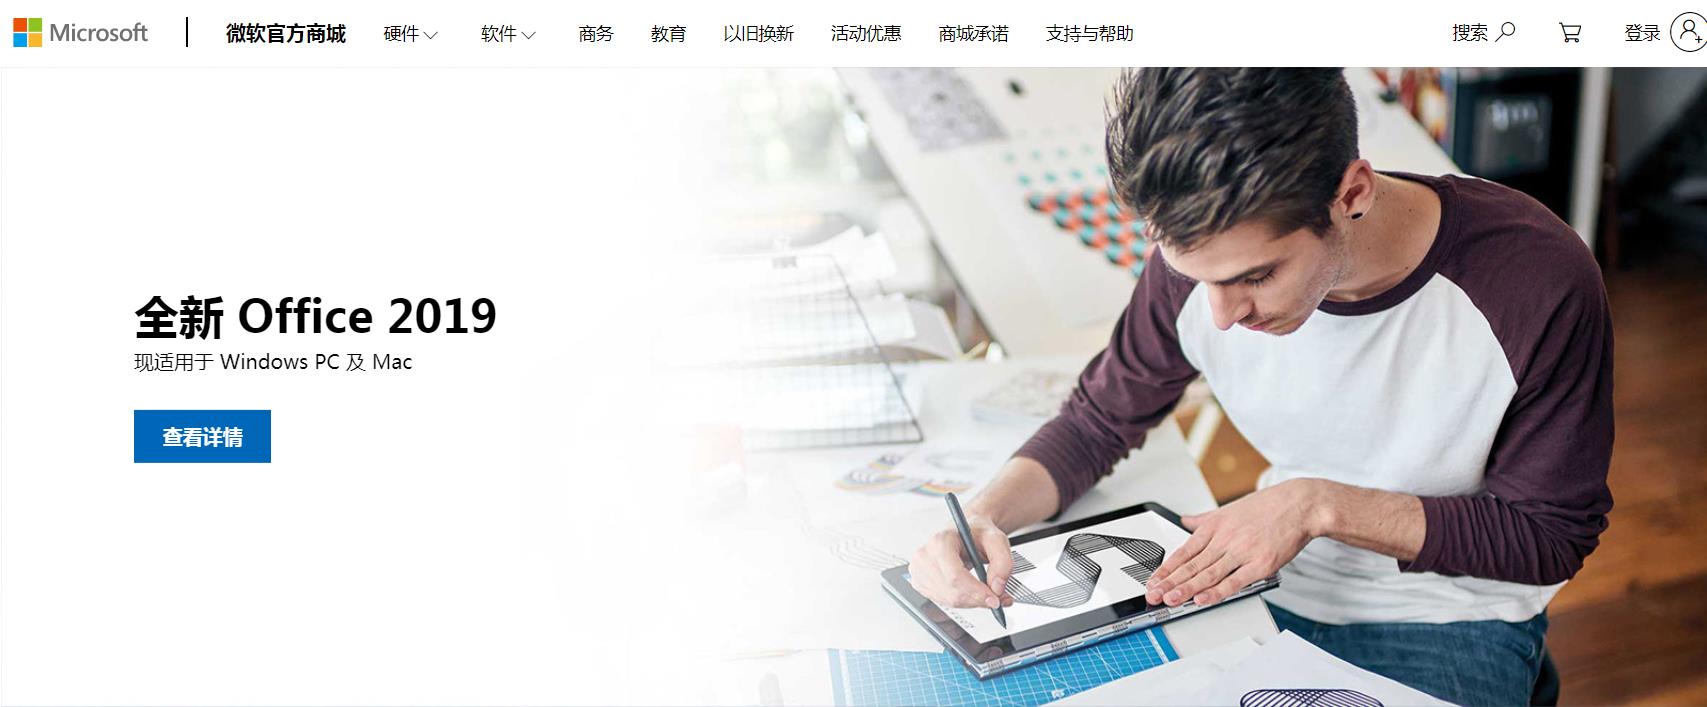 Microsoft 微软官方商城 硬件 软件 商务 教育 以旧换新 活动优惠 商城承诺 支持与帮助 搜索 登录
全新 Office 2019
现适用于 Windows PC 及 Mac
查看详情